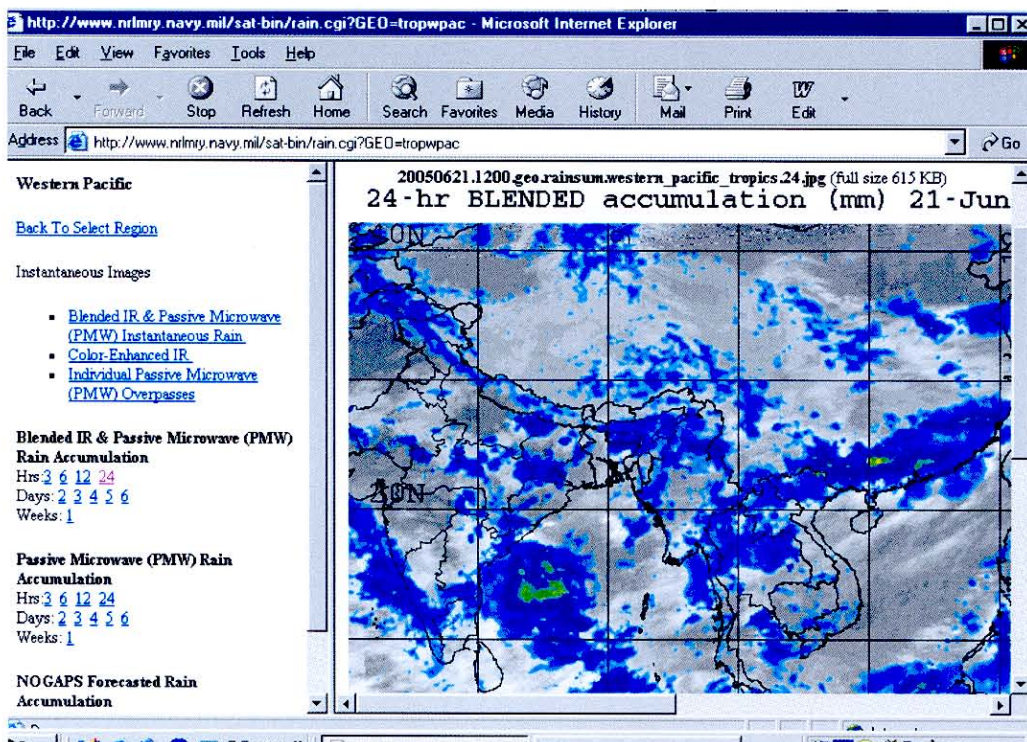 http://www.nrlmry.navy.mil/sat-bin/rain.cgi?GEO=tropwpac - Microsoft Internet Explorer
File Edit View Favorites Tools Help
Back Forward Stop Refresh Home Search Favorites Media History Mail Print Edit
Address http://www.nrlmry.navy.mil/sat-bin/rain.cgi?GEO=tropwpac Go
Western Pacific
Back To Select Region
Instantaneous Images
Blended IR & Passive Microwave
(PMW) Instantaneous Rain
Color-Enhanced IR
Individual Passive Microwave
(PMW) Overpasses
Blended IR & Passive Microwave (PMW)
Rain Accumulation
Hrs:3 6 12 24
Days: 2 3 4 5 6
Weeks: 1
Passive Microwave (PMW) Rain
Accumulation
Hrs:3 6 12 24
Days: 2 3 4 5 6
Weeks: 1
NOGAPS Forecasted Rain
Accumulation
20050621.1200.geo.rainsum.western_pacific_tropics.24.jpg (full size 615 KB)
24-hr BLENDED accumulation (mm) 21-Jun
40N
20N